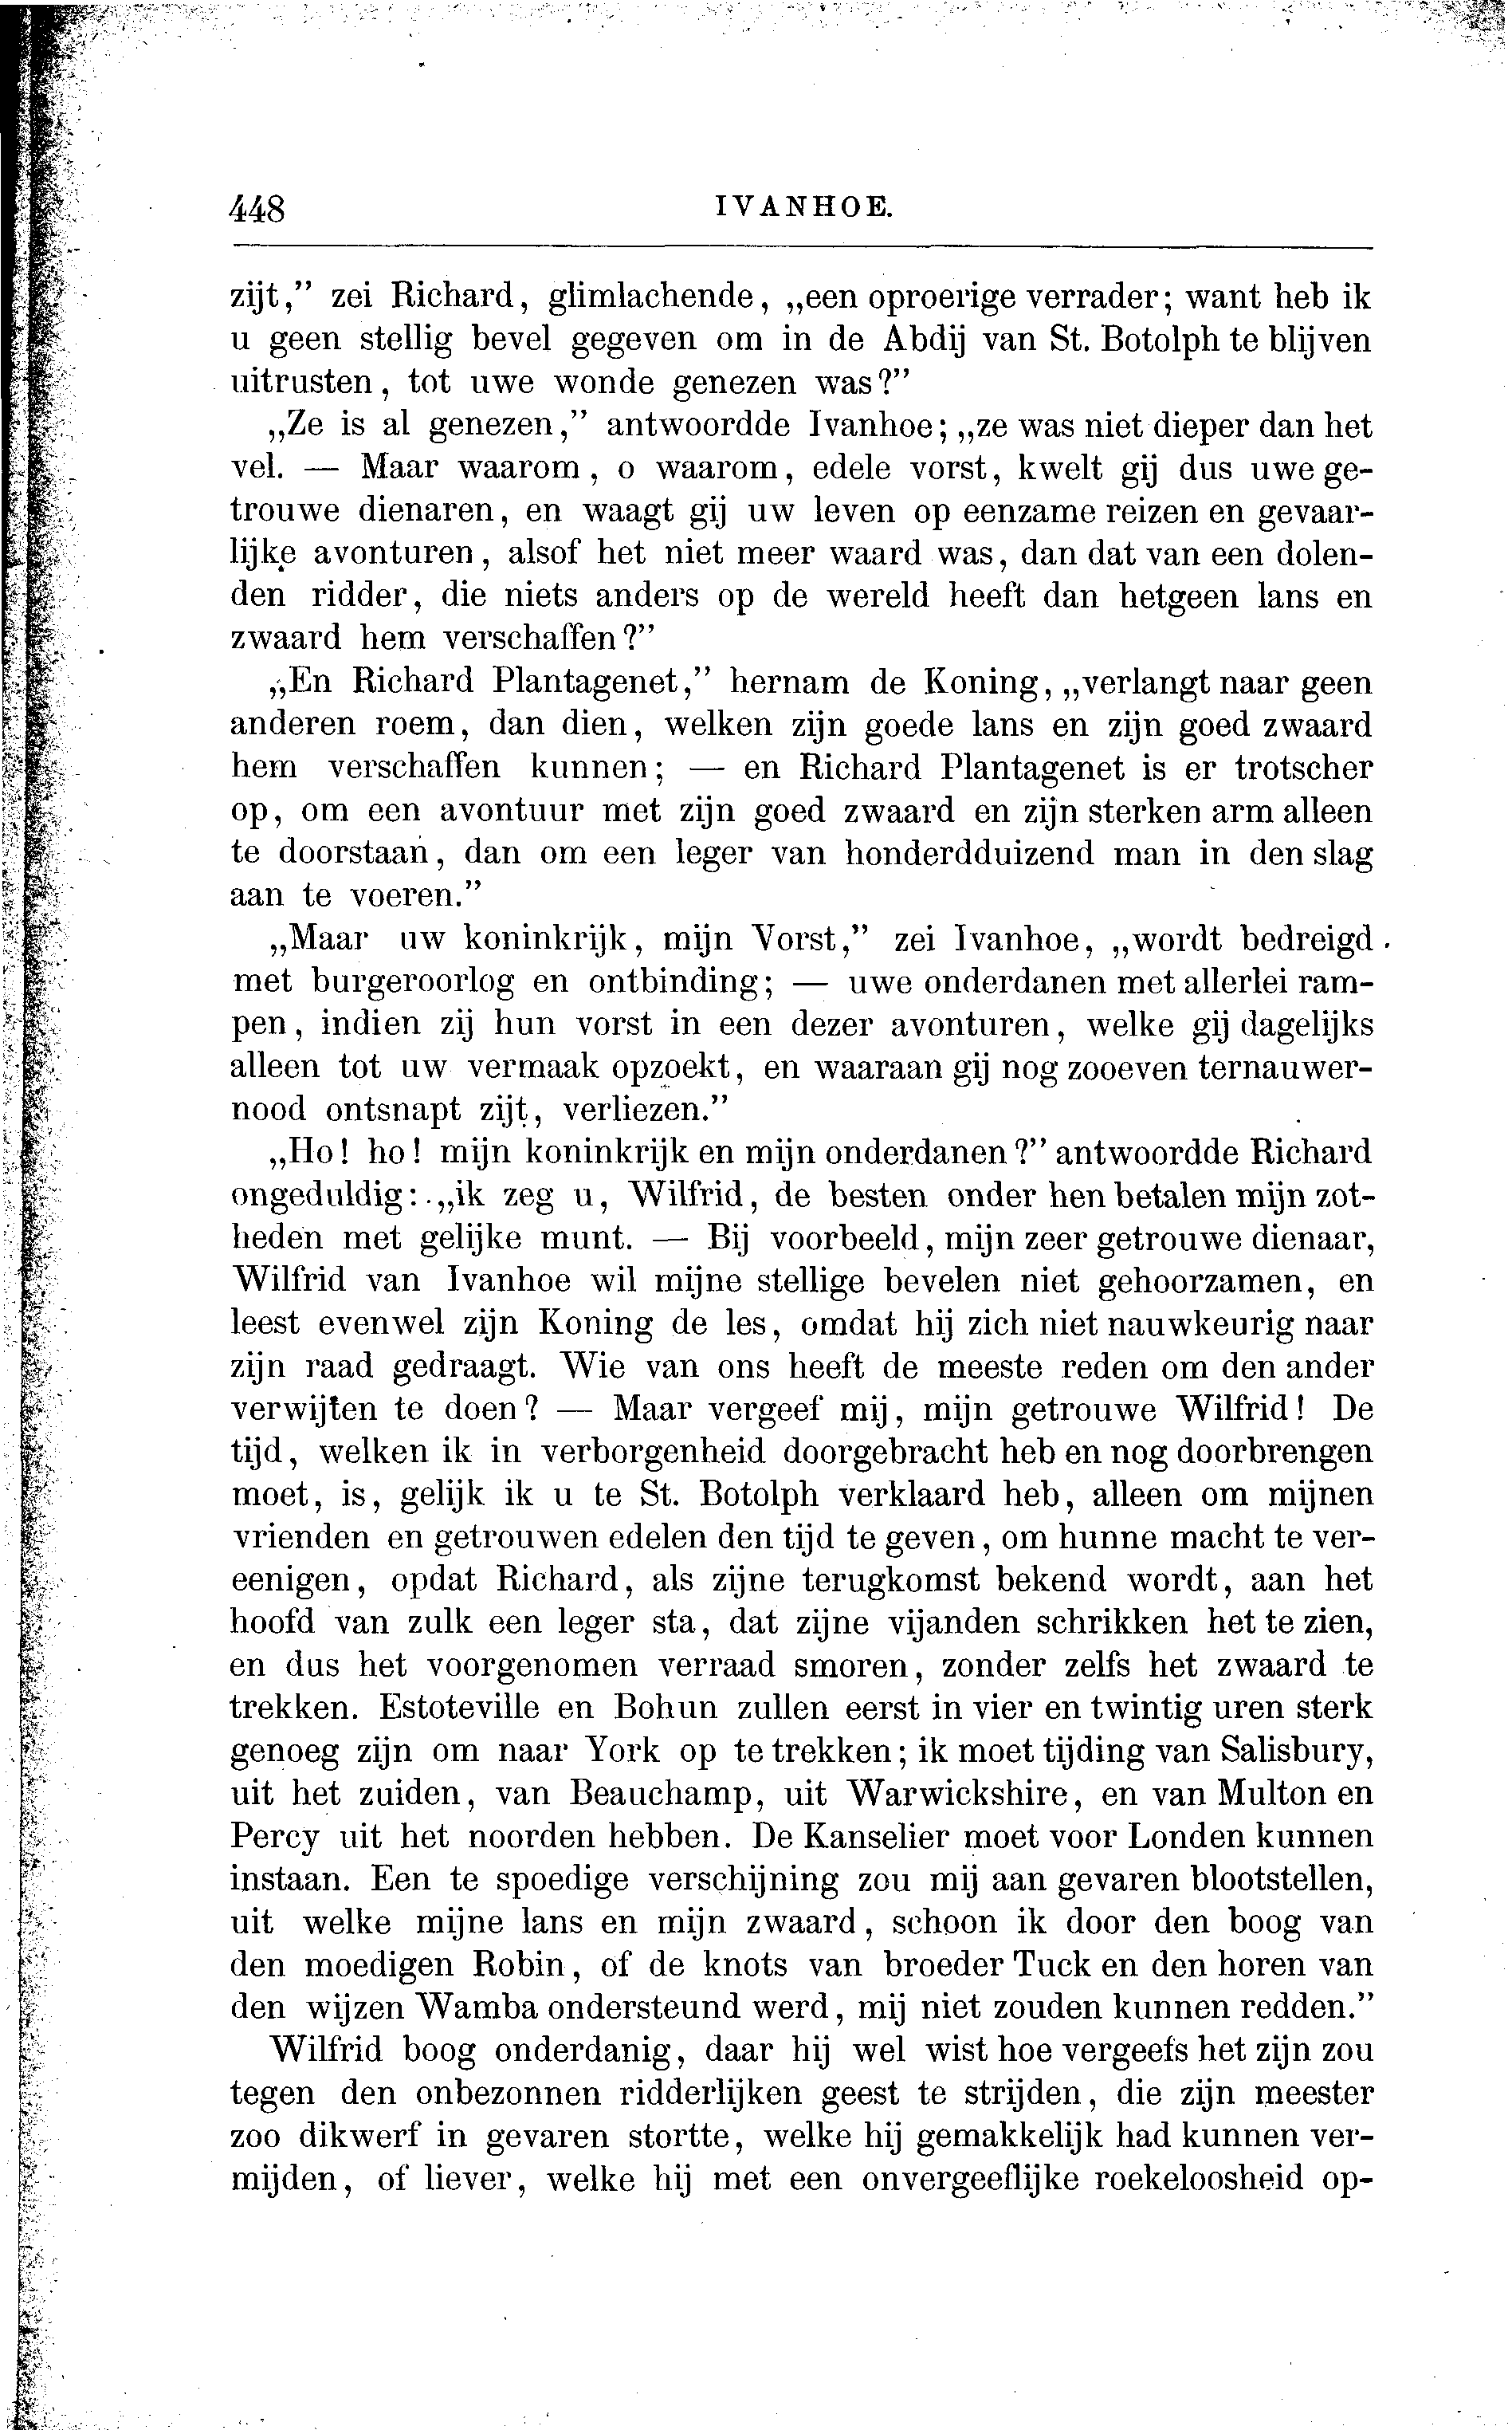 448 IVANHOE.
zijt,” zei Richard, glimlachende, „een oproerige verrader; want heb ik
u geen stellig bevel gegeven om in de Abdij van St. Botolph te blijven
uitrusten, tot uwe wonde genezen was?”
„Ze is al genezen,” antwoordde Ivanhoe; „ze was niet dieper dan het
vel. — Maar waarom, o waarom, edele vorst, kwelt gij dus uwe ge-
trouwe dienaren, en waagt gij uw leven op eenzame reizen en gevaar-
lijke avonturen, alsof het niet meer waard was, dan dat van een dolen-
den ridder, die niets anders op de wereld heeft dan hetgeen lans en
zwaard hem verschaffen?”
„En Richard Plantagenet,” hernam de Koning, „verlangt naar geen
anderen roem, dan dien, welken zijn goede lans en zijn goed zwaard
hem verschaffen kunnen; — en Richard Plantagenet is er trotscher
op, om een avontuur met zijn goed zwaard en zijn sterken arm alleen
te doorstaan, dan om een leger van honderdduizend man in den slag
aan te voeren.”
„Maar uw koninkrijk, mijn Vorst,” zei Ivanhoe, „wordt bedreigd
met burgeroorlog en ontbinding; — uwe onderdanen met allerlei ram-
pen, indien zij hun vorst in een dezer avonturen, welke gij dagelijks
alleen tot uw vermaak opzoekt, en waaraan gij nog zooeven ternauwer-
nood ontsnapt zijt, verliezen.”
„Ho! ho! mijn koninkrijk en mijn onderdanen?” antwoordde Richard
ongeduldig: „ik zeg u, Wilfrid, de besten onder hen betalen mijn zot-
heden met gelijke munt. — Bij voorbeeld, mijn zeer getrouwe dienaar,
Wilfrid van Ivanhoe wil mijne stellige bevelen niet gehoorzamen, en
leest evenwel zijn Koning de les, omdat hij zich niet nauwkeurig naar
zijn raad gedraagt. Wie van ons heeft de meeste reden om den ander
verwijten te doen? — Maar vergeef mij, mijn getrouwe Wilfrid! De
tijd, welken ik in verborgenheid doorgebracht heb en nog doorbrengen
moet, is, gelijk ik u te St. Botolph verklaard heb, alleen om mijnen
vrienden en getrouwen edelen den tijd te geven, om hunne macht te ver-
eenigen, opdat Richard, als zijne terugkomst bekend wordt, aan het
hoofd van zulk een leger sta, dat zijne vijanden schrikken het te zien,
en dus het voorgenomen verraad smoren, zonder zelfs het zwaard te
trekken. Estoteville en Bohun zullen eerst in vier en twintig uren sterk
genoeg zijn om naar York op te trekken; ik moet tijding van Salisbury,
uit het zuiden, van Beauchamp, uit Warwickshire, en van Multon en
Percy uit het noorden hebben. De Kanselier moet voor Londen kunnen
instaan. Een te spoedige verschijning zou mij aan gevaren blootstellen,
uit welke mijne lans en mijn zwaard, schoon ik door den boog van
den moedigen Robin, of de knots van broeder Tuck en den horen van
den wijzen Wamba ondersteund werd, mij niet zouden kunnen redden.”
Wilfrid boog onderdanig, daar hij wel wist hoe vergeefs het zijn zou
tegen den onbezonnen ridderlijken geest te strijden, die zijn meester
zoo dikwerf in gevaren stortte, welke hij gemakkelijk had kunnen ver-
mijden, of liever, welke hij met een onvergeeflijke roekeloosheid op-